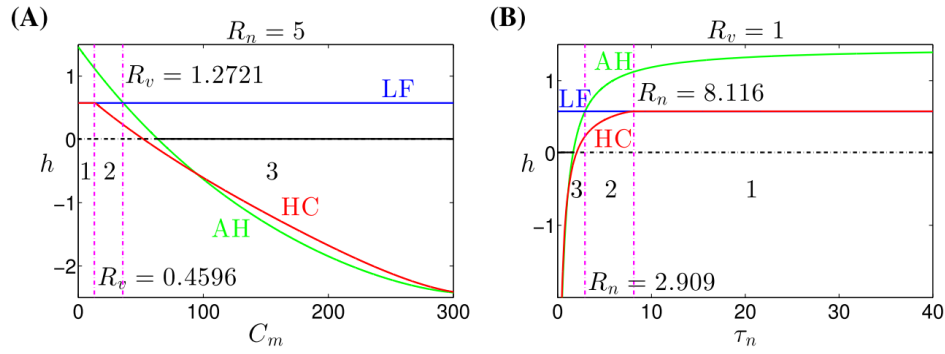 (A)
R_n = 5
1
0
−1
−2
h
R_v = 1.2721
LF
1
2
3
HC
AH
R_v = 0.4596
0
100
200
300
C_m
(B)
R_v = 1
1
0
−1
h
AH
LF
R_n = 8.116
HC
3
2
1
R_n = 2.909
0
10
20
30
40
τ_n